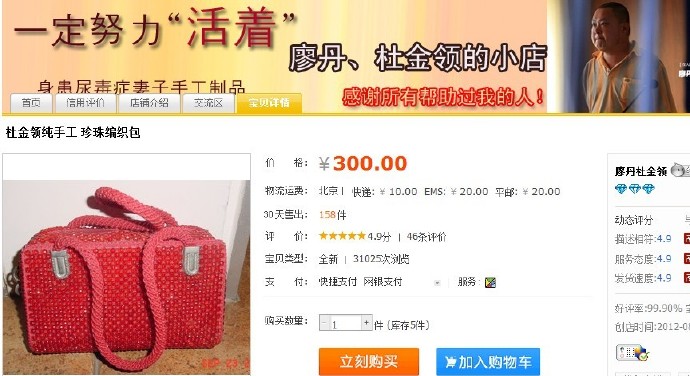 一定努力“活着”
廖丹、杜金领的小店
身患尿毒症妻子手工制品
感谢所有帮助过我的人！
首页 信用评价 店铺介绍 交流区 宝贝详情
杜金领纯手工 珍珠编织包
价 格： ￥300.00
物流运费： 北京 | 快递: ￥ 10.00 EMS: ￥ 20.00 平邮: ￥ 20.00
30天售出： 158件
评 价： 4.9分 | 46条评价
宝贝类型： 全新 | 31025次浏览
支 付： 快捷支付 网银支付 服务:
购买数量： - 1 + 件 (库存5件)
立刻购买 加入购物车
廖丹杜金领
动态评分
描述相符:4.9
服务态度:4.9
发货速度:4.9
好评率:99.90%
创店时间:2012-0